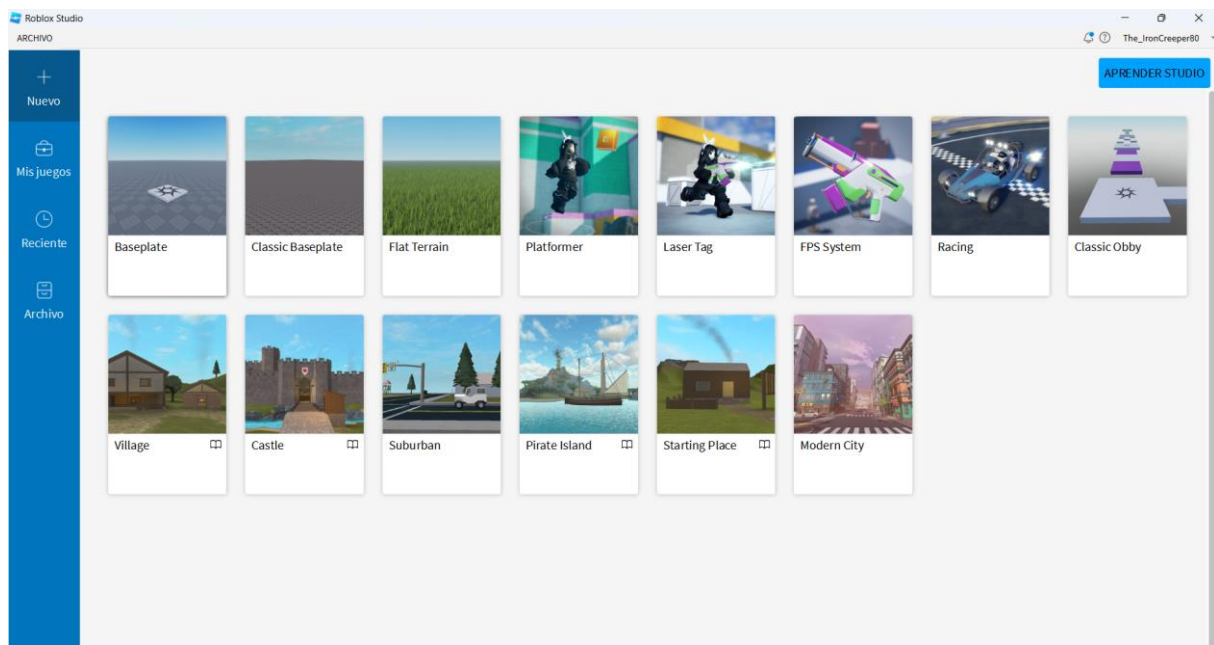 Roblox Studio
ARCHIVO
The_IronCreeper80
APRENDER STUDIO
Nuevo
Mis juegos
Reciente
Archivo
Baseplate
Classic Baseplate
Flat Terrain
Platformer
Laser Tag
FPS System
Racing
Classic Obby
Village
Castle
Suburban
Pirate Island
Starting Place
Modern City